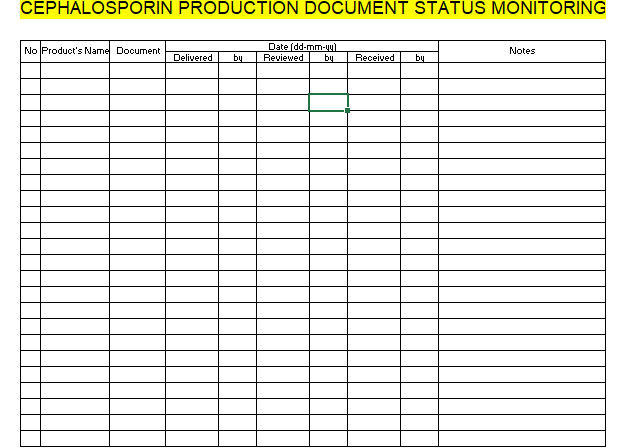 CEPHALOSPORIN PRODUCTION DOCUMENT STATUS MONITORING
No Product's Name Document Date (dd-mm-yy) Notes
Delivered by Reviewed by Received by